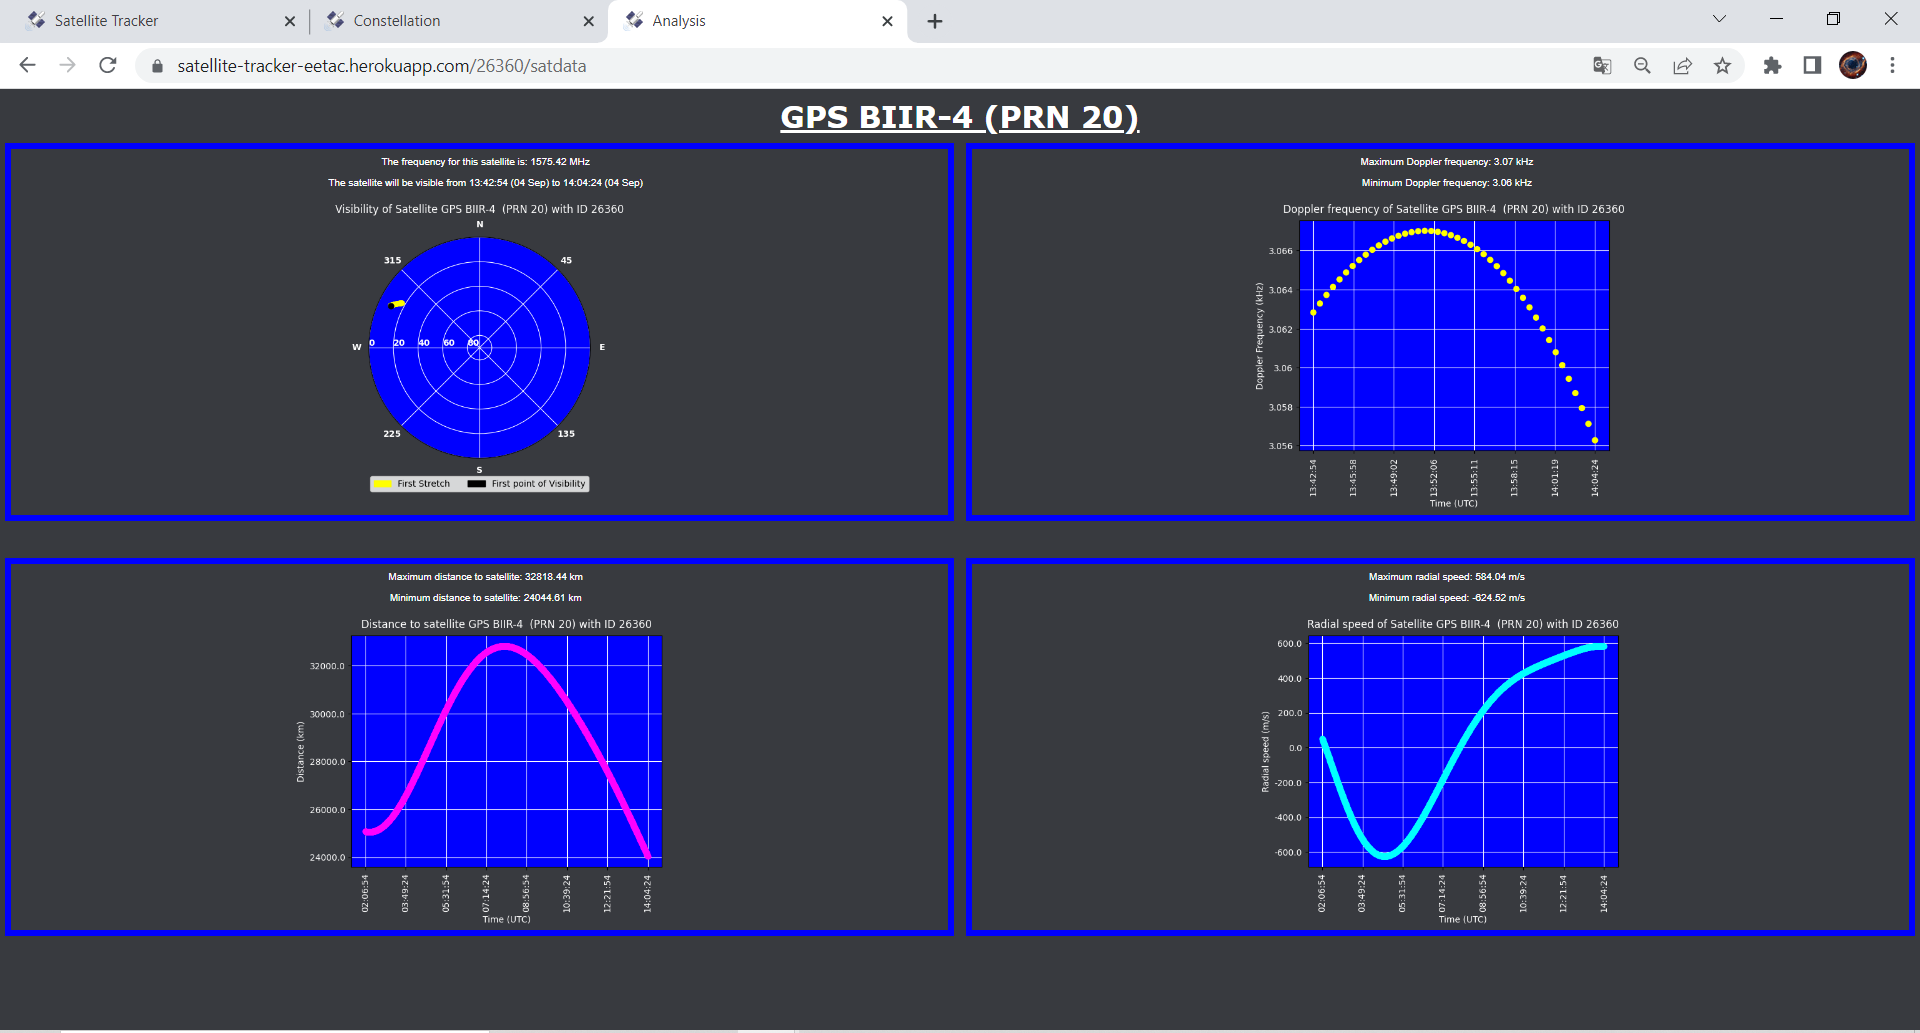 Satellite Tracker
Constellation
Analysis
satellite-tracker-eetac.herokuapp.com/26360/satdata
GPS BIIR-4 (PRN 20)
The frequency for this satellite is: 1575.42 MHz
The satellite will be visible from 13:42:54 (04 Sep) to 14:04:24 (04 Sep)
Visibility of Satellite GPS BIIR-4 (PRN 20) with ID 26360
N
315
45
W
0
20
40
60
80
E
225
135
S
First Stretch
First point of Visibility
Maximum Doppler frequency: 3.07 kHz
Minimum Doppler frequency: 3.06 kHz
Doppler frequency of Satellite GPS BIIR-4 (PRN 20) with ID 26360
Doppler Frequency (kHz)
3.066
3.064
3.062
3.06
3.058
3.056
13:42:54
13:45:58
13:49:02
13:52:06
13:55:11
13:58:15
14:01:19
14:04:24
Time (UTC)
Maximum distance to satellite: 32818.44 km
Minimum distance to satellite: 24044.61 km
Distance to satellite GPS BIIR-4 (PRN 20) with ID 26360
Distance (km)
32000.0
30000.0
28000.0
26000.0
24000.0
02:06:54
03:49:24
05:31:54
07:14:24
08:56:54
10:39:24
12:21:54
14:04:24
Time (UTC)
Maximum radial speed: 584.04 m/s
Minimum radial speed: -624.52 m/s
Radial speed of Satellite GPS BIIR-4 (PRN 20) with ID 26360
Radial speed (m/s)
600.0
400.0
200.0
0.0
-200.0
-400.0
-600.0
02:06:54
03:49:24
05:31:54
07:14:24
08:56:54
10:39:24
12:21:54
14:04:24
Time (UTC)